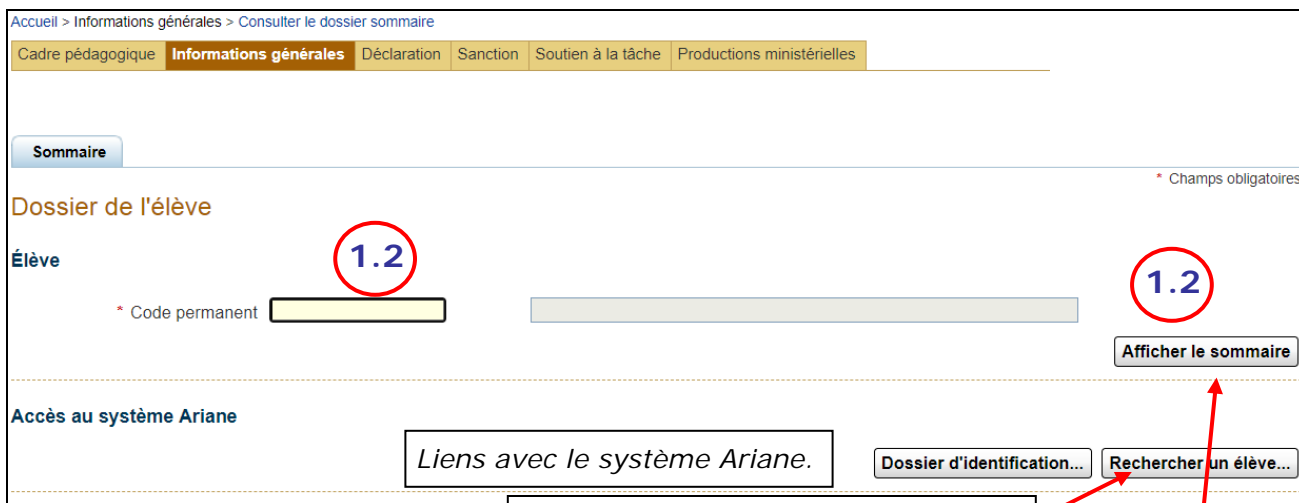 Accueil > Informations générales > Consulter le dossier sommaire
Cadre pédagogique Informations générales Déclaration Sanction Soutien à la tâche Productions ministérielles
Sommaire
* Champs obligatoires
Dossier de l'élève
Élève
1.2
1.2
* Code permanent
Afficher le sommaire
Accès au système Ariane
Liens avec le système Ariane.
Dossier d'identification... Rechercher un élève...